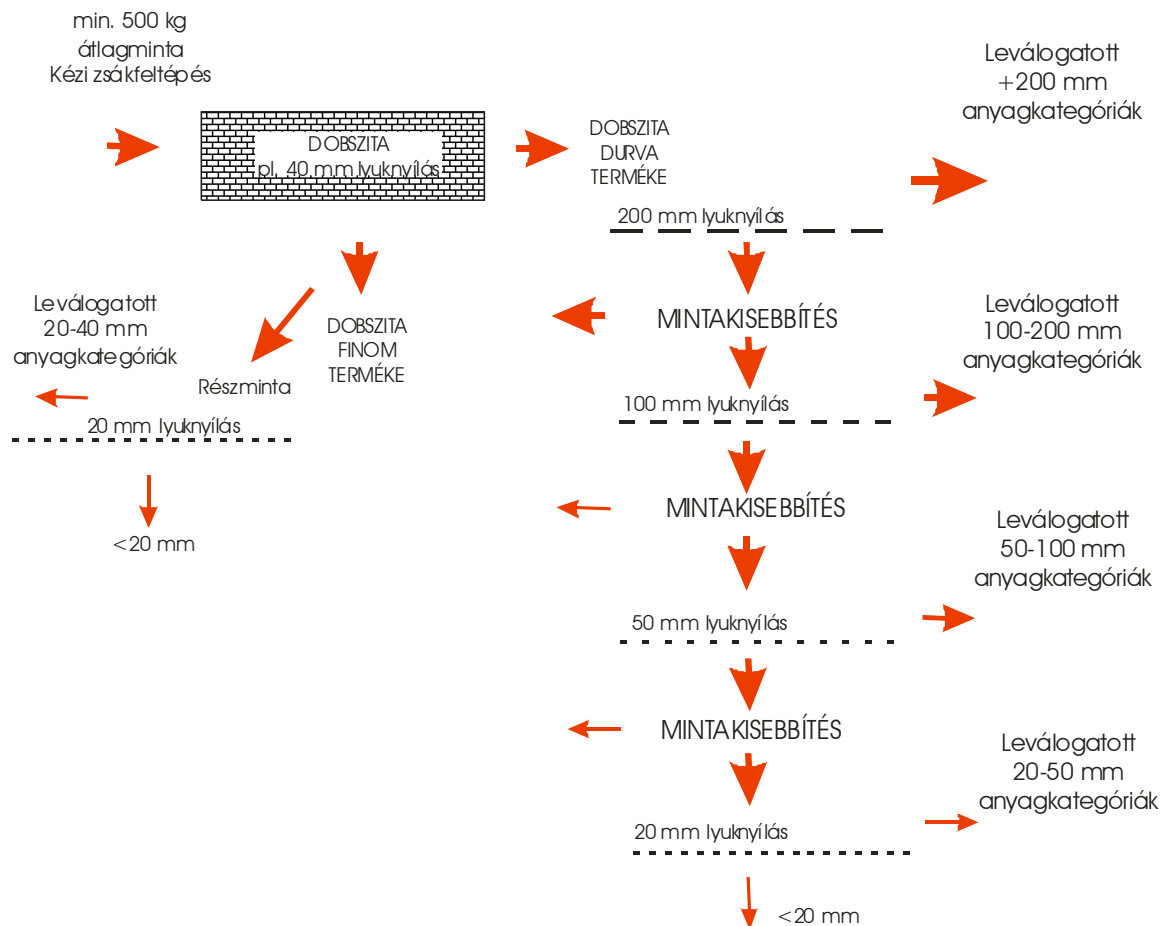 min. 500 kg
átlagminta
Kézi zsákfeltépés
DOBSZITA
pl. 40 mm lyuknyílás
DOBSZITA
DURVA
TERMÉKE
Leválogatott
+200 mm
anyagkategóriák
200 mm lyuknyílás
Leválogatott
20-40 mm
anyagkategóriák
DOBSZITA
FINOM
TERMÉKE
Részminta
20 mm lyuknyílás
<20 mm
MINTAKISEBBÍTÉS
Leválogatott
100-200 mm
anyagkategóriák
100 mm lyuknyílás
MINTAKISEBBÍTÉS
Leválogatott
50-100 mm
anyagkategóriák
50 mm lyuknyílás
MINTAKISEBBÍTÉS
Leválogatott
20-50 mm
anyagkategóriák
20 mm lyuknyílás
<20 mm